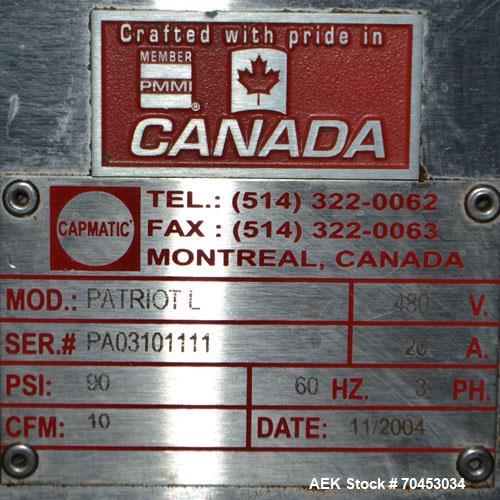 Crafted with pride in
MEMBER
PMMI
®
CANADA
CAPMATIC
TEL.: (514) 322-0062
FAX : (514) 322-0063
MONTREAL, CANADA
MOD.: PATRIOT L 480 V.
SER.# PA03101111 20 A.
PSI: 90 60 HZ. 3 PH.
CFM: 10 DATE: 11/2004
AEK Stock # 70453034